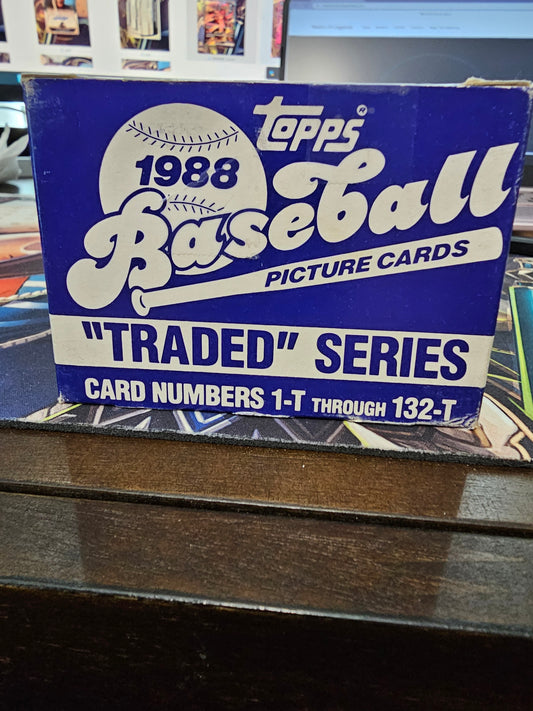 topps®
1988
Baseball
PICTURE CARDS
"TRADED" SERIES
CARD NUMBERS 1-T THROUGH 132-T